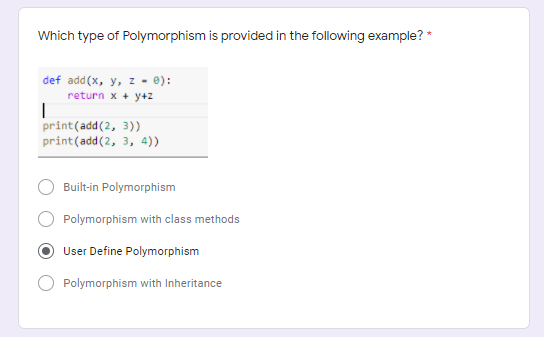 Which type of Polymorphism is provided in the following example? *
def add(x, y, z = 0):
return x + y+z
print(add(2, 3))
print(add(2, 3, 4))
Built-in Polymorphism
Polymorphism with class methods
User Define Polymorphism
Polymorphism with Inheritance